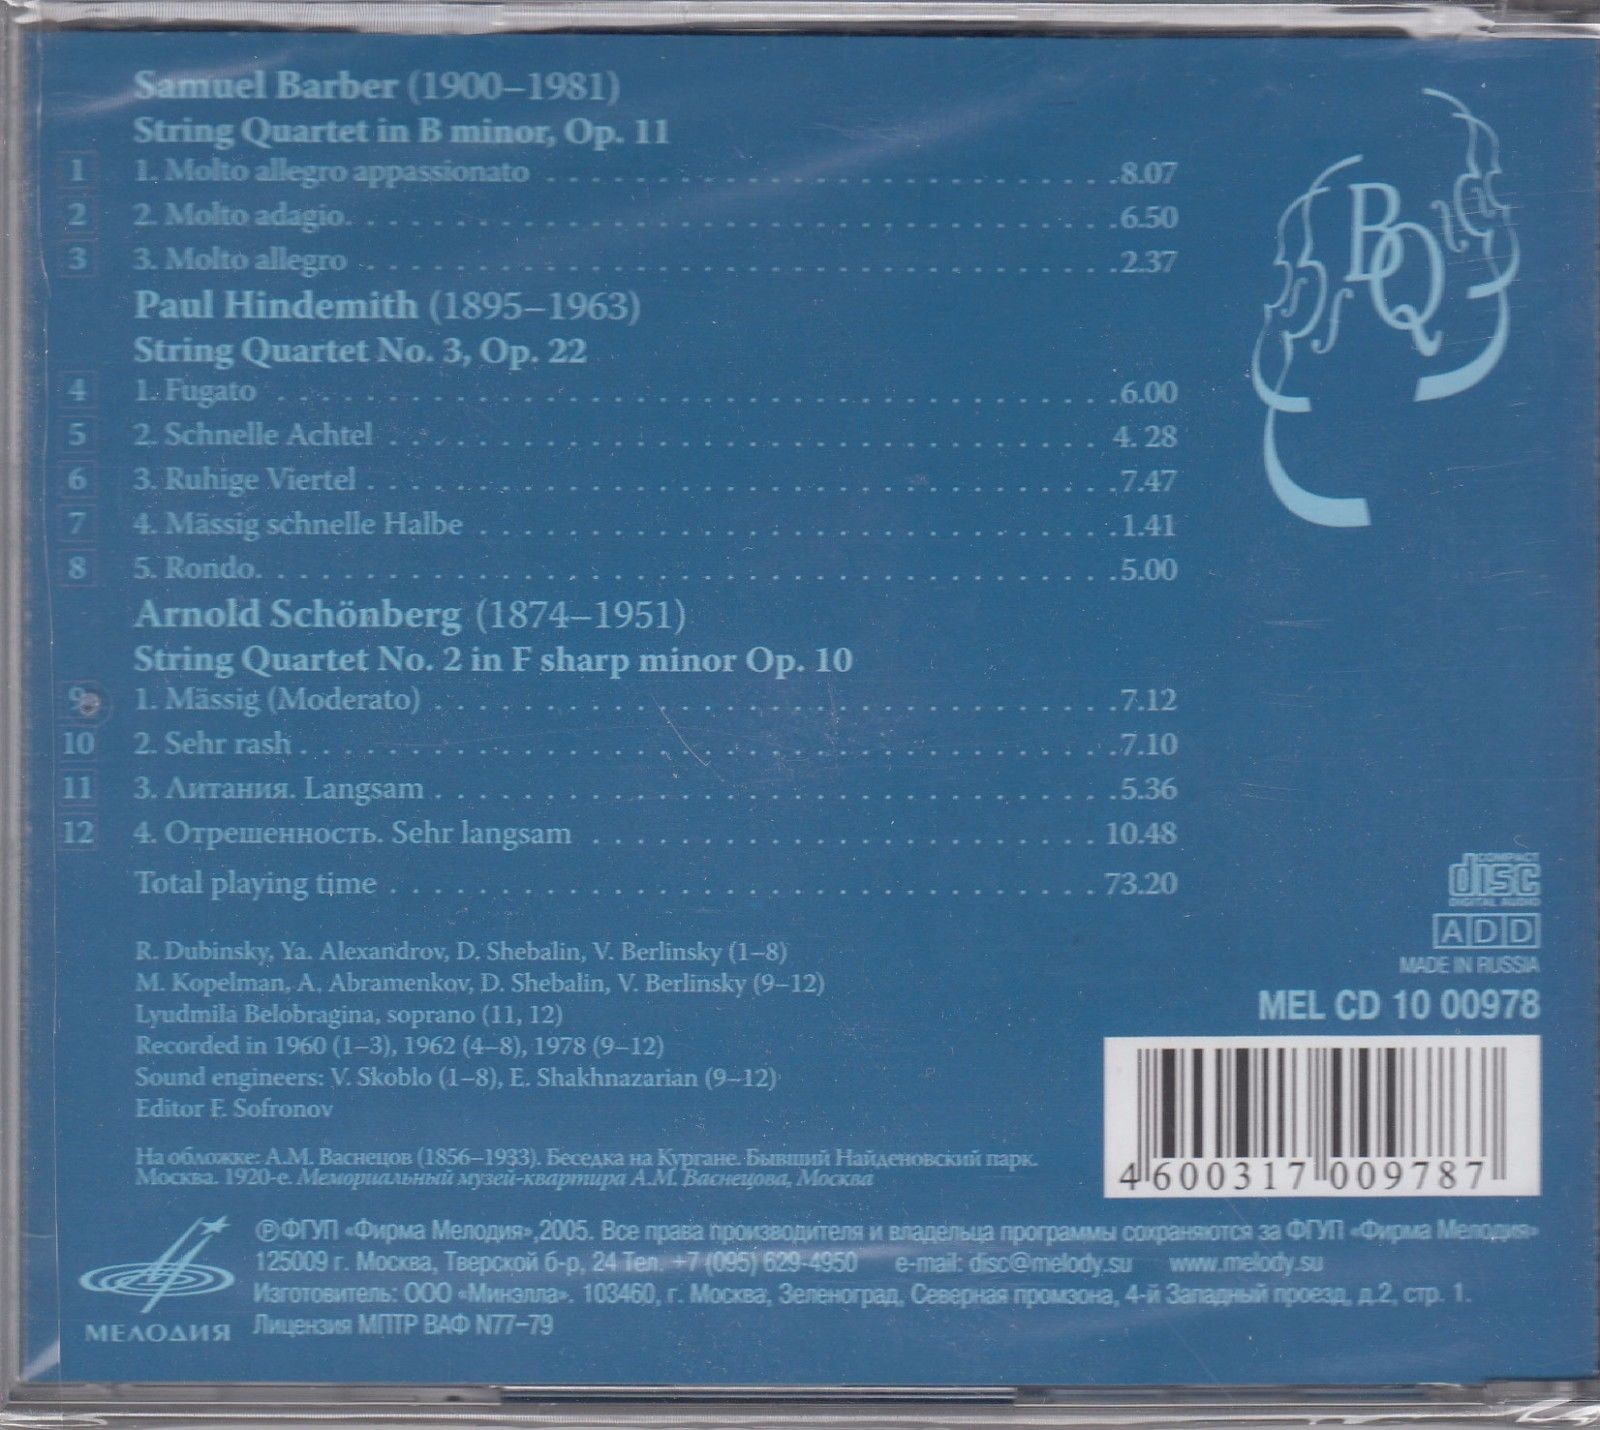 Samuel Barber (1900–1981)
String Quartet in B minor, Op. 11
1 1. Molto allegro appassionato 8.07
2 2. Molto adagio 6.50
3 3. Molto allegro 2.37
Paul Hindemith (1895–1963)
String Quartet No. 3, Op. 22
4 1. Fugato 6.00
5 2. Schnelle Achtel 4. 28
6 3. Ruhige Viertel 7.47
7 4. Mässig schnelle Halbe 1.41
8 5. Rondo 5.00
Arnold Schönberg (1874–1951)
String Quartet No. 2 in F sharp minor Op. 10
9 1. Mässig (Moderato) 7.12
10 2. Sehr rash 7.10
11 3. Литания. Langsam 5.36
12 4. Отрешенность. Sehr langsam 10.48
Total playing time 73.20
BQ
R. Dubinsky, Ya. Alexandrov, D. Shebalin, V. Berlinsky (1–8)
M. Kopelman, A. Abramenkov, D. Shebalin, V. Berlinsky (9–12)
Lyudmila Belobragina, soprano (11, 12)
Recorded in 1960 (1–3), 1962 (4–8), 1978 (9–12)
Sound engineers: V. Skoblo (1–8), E. Shakhnazarian (9–12)
Editor F. Sofronov
На обложке: А.М. Васнецов (1856–1933). Беседка на Кургане. Бывший Найденовский парк.
Москва. 1920-е. Мемориальный музей-квартира А.М. Васнецова, Москва
COMPACT
disc
DIGITAL AUDIO
ADD
MADE IN RUSSIA
MEL CD 10 00978
4 600317 009787
МЕЛОДИЯ
℗ФГУП «Фирма Мелодия»,2005. Все права производителя и владельца программы сохраняются за ФГУП «Фирма Мелодия»
125009 г. Москва, Тверской б-р, 24 Тел. +7 (095) 629-4950 e-mail: disc@melody.su www.melody.su
Изготовитель: ООО «Минэлла». 103460, г. Москва, Зеленоград, Северная промзона, 4-й Западный проезд, д.2, стр. 1.
Лицензия МПТР ВАФ N77–79